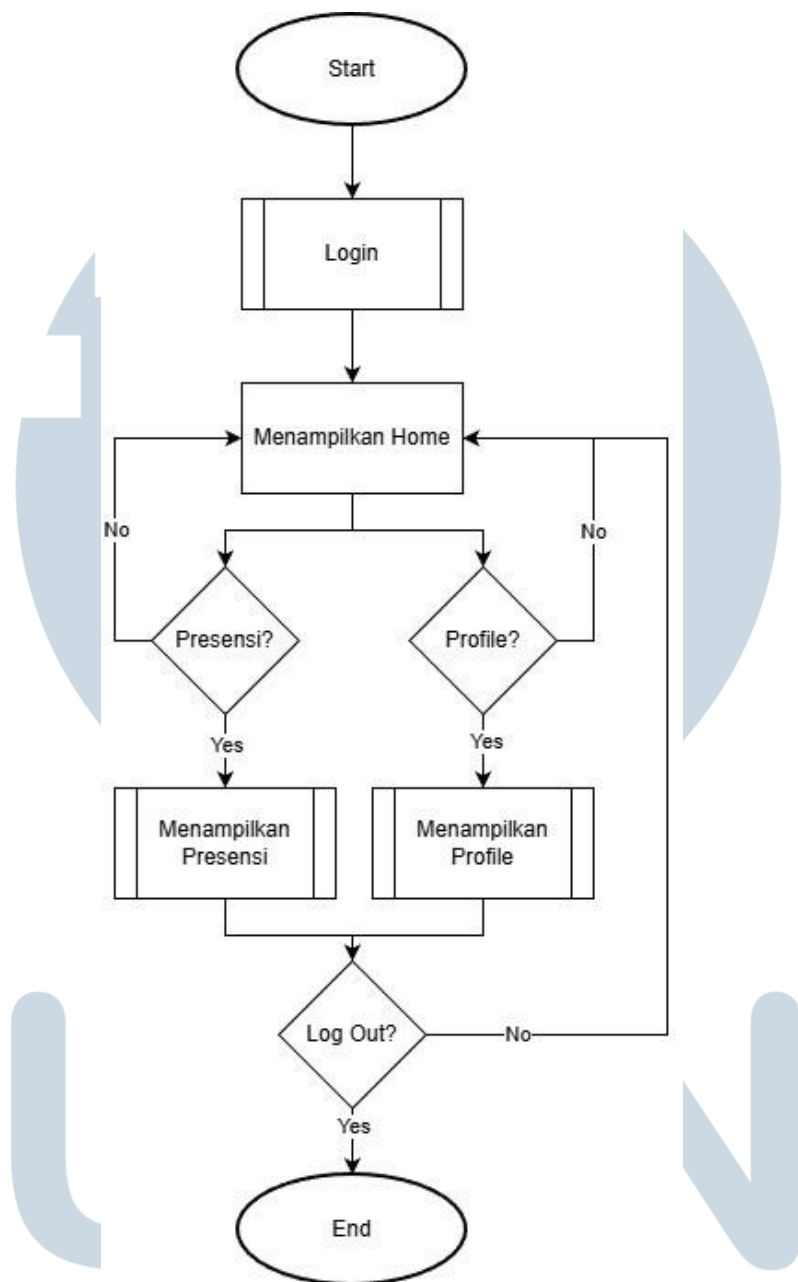 Start
Login
Menampilkan Home
No
No
Presensi?
Profile?
Yes
Yes
Menampilkan
Presensi
Menampilkan
Profile
Log Out?
No
Yes
End